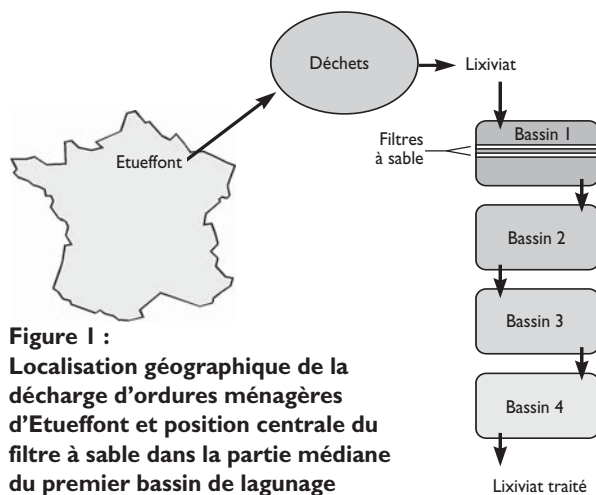 Déchets
Lixiviat
Etueffont
Filtres
à sable
Bassin 1
Bassin 2
Bassin 3
Bassin 4
Lixiviat traité
Figure 1 :
Localisation géographique de la
décharge d’ordures ménagères
d’Etueffont et position centrale du
filtre à sable dans la partie médiane
du premier bassin de lagunage